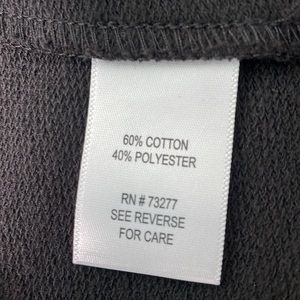 60% COTTON
40% POLYESTER
RN # 73277
SEE REVERSE
FOR CARE